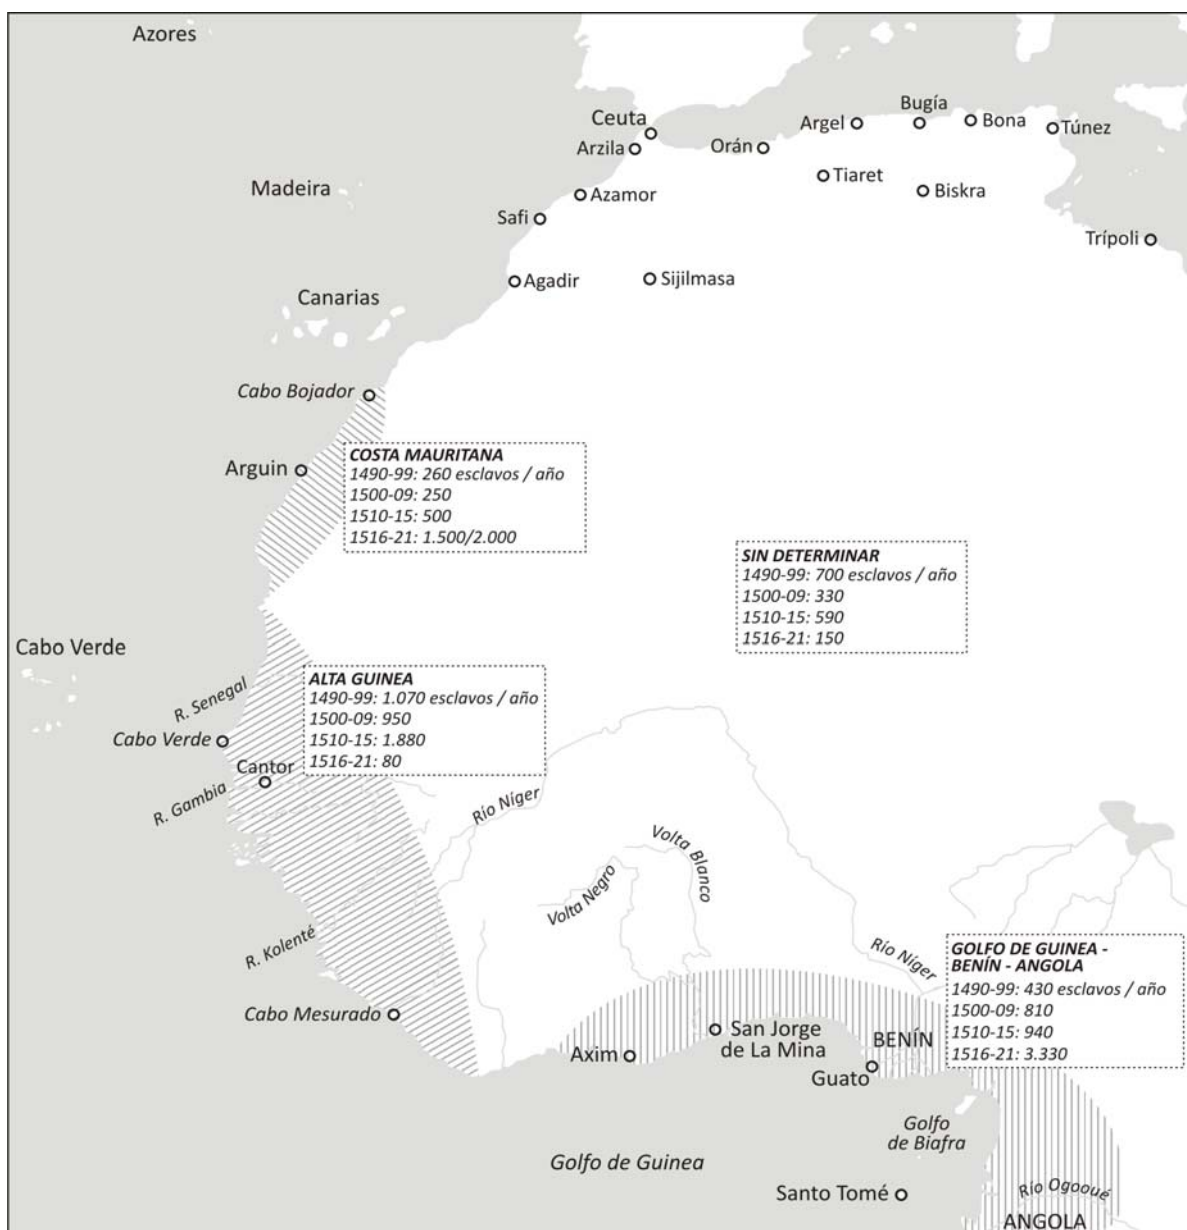 Azores
Bugía
Ceuta
Argel
Bona
Túnez
Arzila
Orán
Tiaret
Madeira
Azamor
Biskra
Safi
Trípoli
Agadir
Sijilmasa
Canarias
Cabo Bojador
Arguin
COSTA MAURITANA
1490-99: 260 esclavos / año
1500-09: 250
1510-15: 500
1516-21: 1.500/2.000
SIN DETERMINAR
1490-99: 700 esclavos / año
1500-09: 330
1510-15: 590
1516-21: 150
Cabo Verde
R. Senegal
ALTA GUINEA
1490-99: 1.070 esclavos / año
1500-09: 950
1510-15: 1.880
1516-21: 80
Cabo Verde
Cantor
R. Gambia
Río Níger
Volta Blanco
Volta Negro
R. Kolenté
Río Níger
GOLFO DE GUINEA -
BENÍN - ANGOLA
1490-99: 430 esclavos / año
1500-09: 810
1510-15: 940
1516-21: 3.330
Cabo Mesurado
San Jorge
de La Mina
BENÍN
Axim
Guato
Golfo
de Biafra
Golfo de Guinea
Santo Tomé
Río Ogooué
ANGOLA